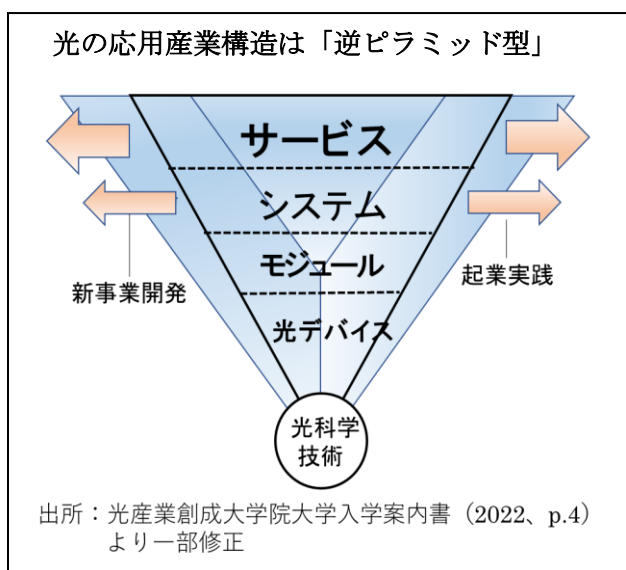 光の応用産業構造は「逆ピラミッド型」
サービス
システム
モジュール
新事業開発
起業実践
光デバイス
光科学
技術
出所：光産業創成大学院大学入学案内書（2022、p.4）
より一部修正